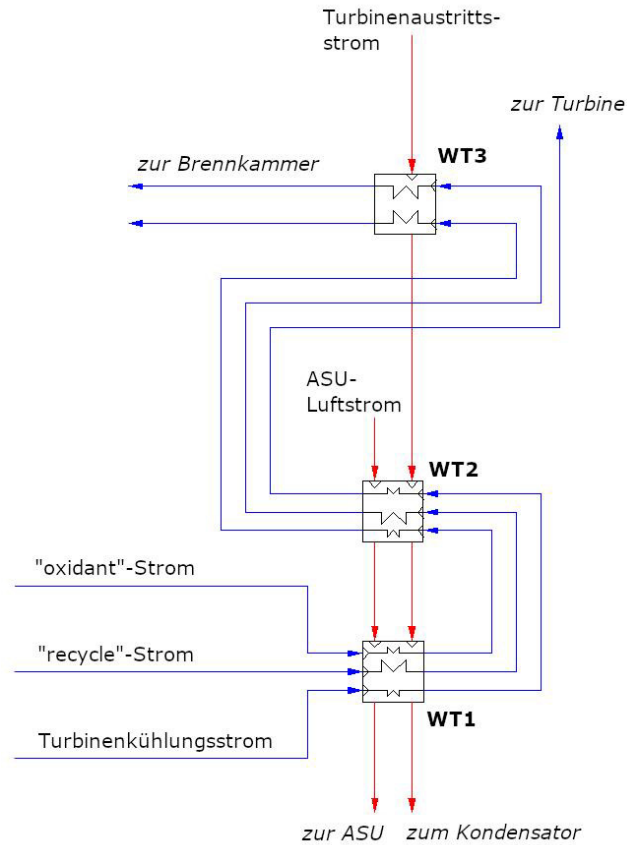 Turbinenaustritts-
strom
zur Turbine
WT3
zur Brennkammer
ASU-
Luftstrom
WT2
"oxidant"-Strom
"recycle"-Strom
WT1
Turbinenkühlungsstrom
zur ASU
zum Kondensator